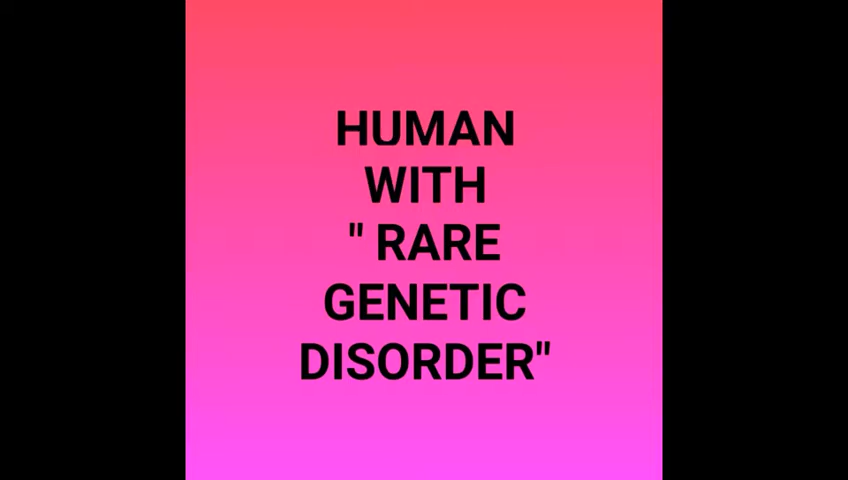 HUMAN
WITH
" RARE
GENETIC
DISORDER"